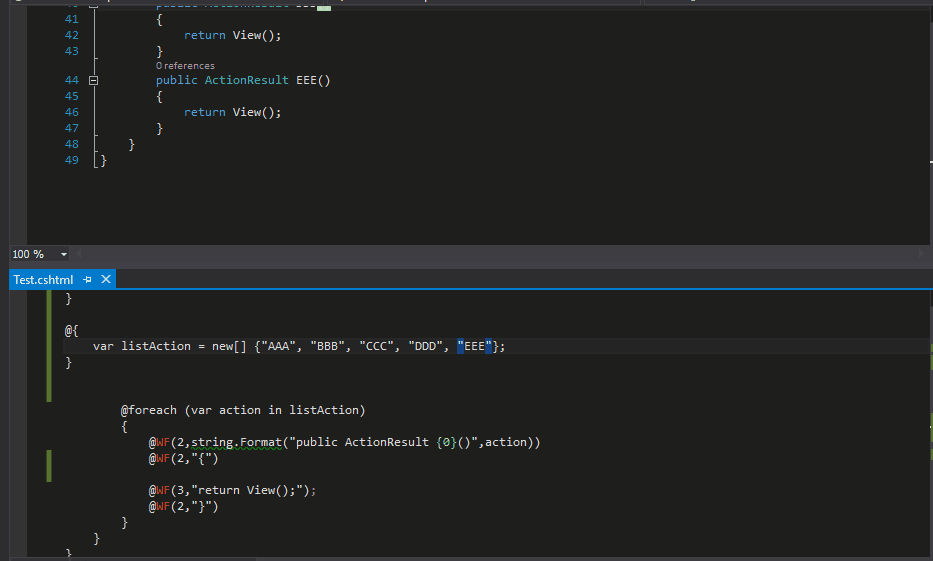 41 {
42 return View();
43 }
0 references
44 public ActionResult EEE()
45 {
46 return View();
47 }
48 }
49 }
100 %
Test.cshtml
}
@{
var listAction = new[] {"AAA", "BBB", "CCC", "DDD", "EEE"};
}
@foreach (var action in listAction)
{
@WF(2,string.Format("public ActionResult {0}()",action))
@WF(2,"{")
@WF(3,"return View();");
@WF(2,"}")
}
}
}